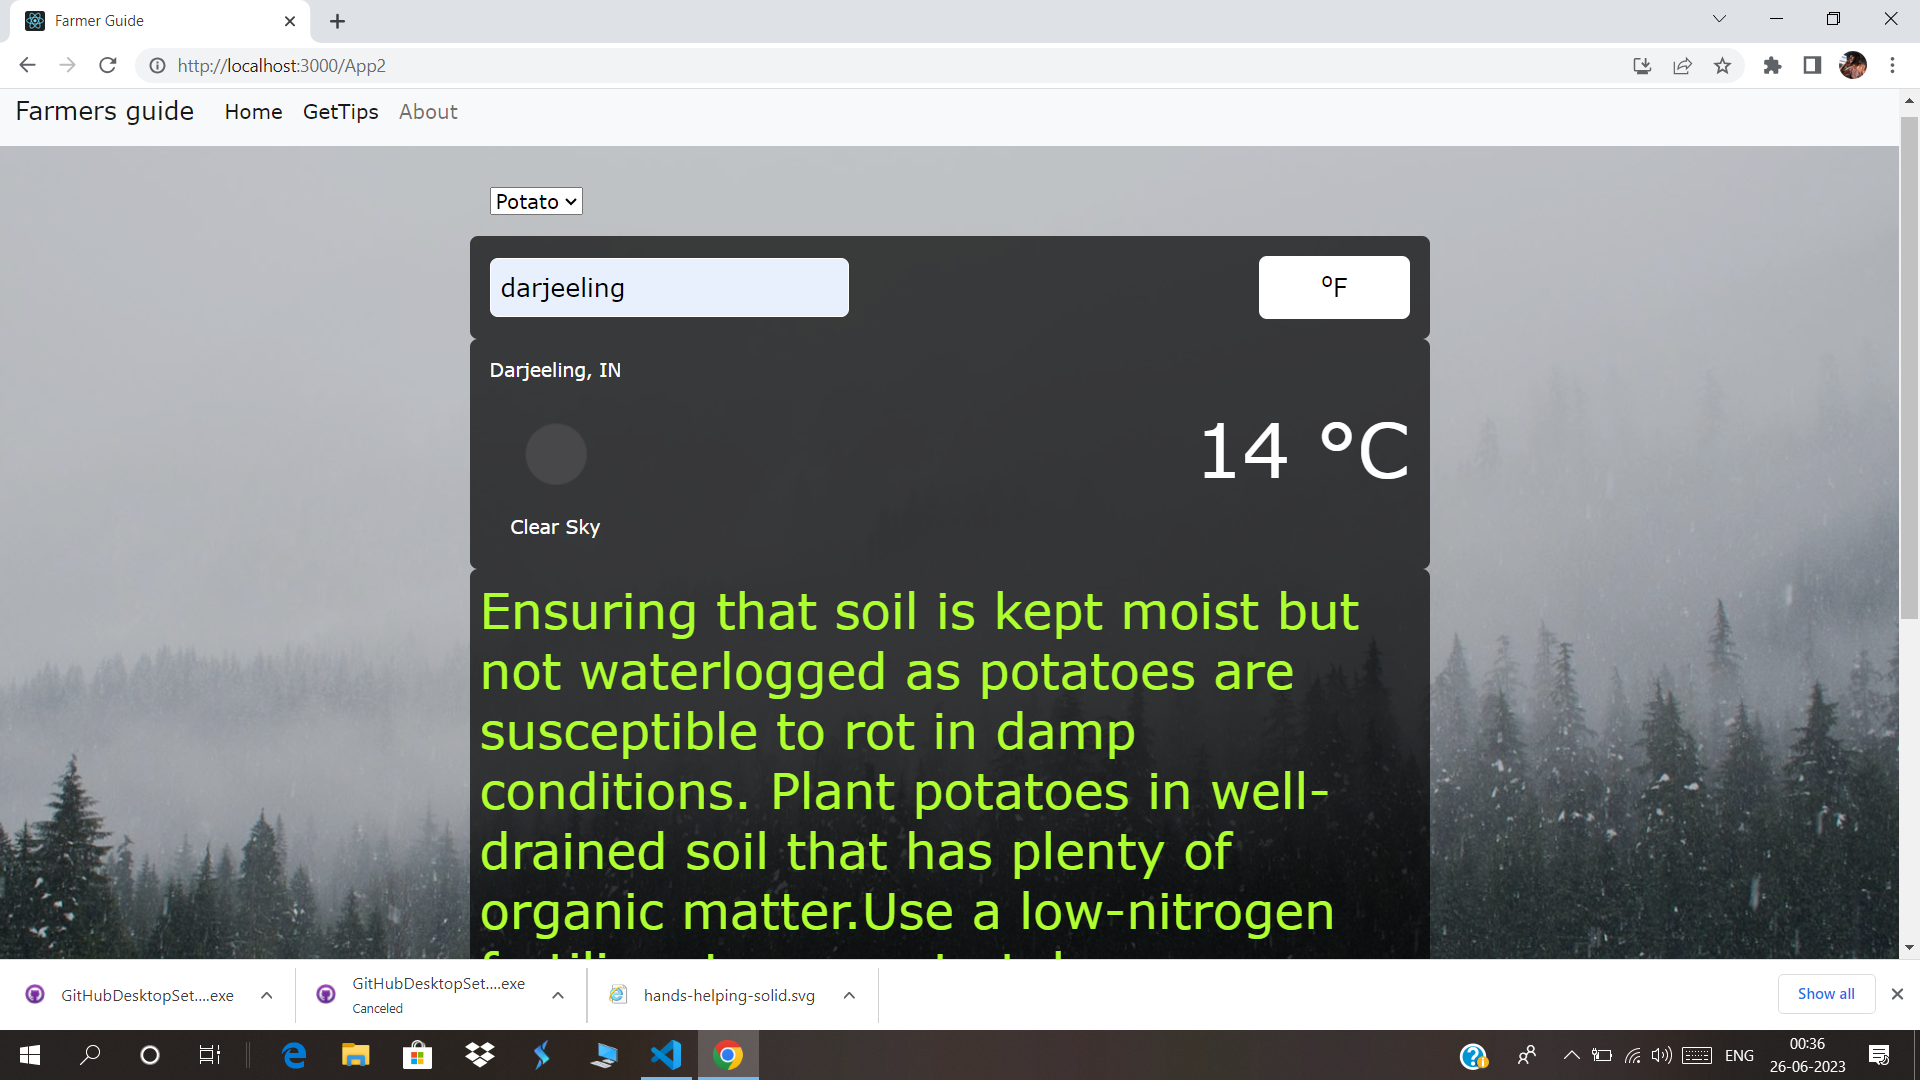 Farmer Guide
http://localhost:3000/App2
Farmers guide Home GetTips About
Potato
darjeeling
°F
Darjeeling, IN
14 °C
Clear Sky
Ensuring that soil is kept moist but
not waterlogged as potatoes are
susceptible to rot in damp
conditions. Plant potatoes in well-
drained soil that has plenty of
organic matter.Use a low-nitrogen
GitHubDesktopSet....exe
GitHubDesktopSet....exe
Canceled
hands-helping-solid.svg
Show all
ENG
00:36
26-06-2023